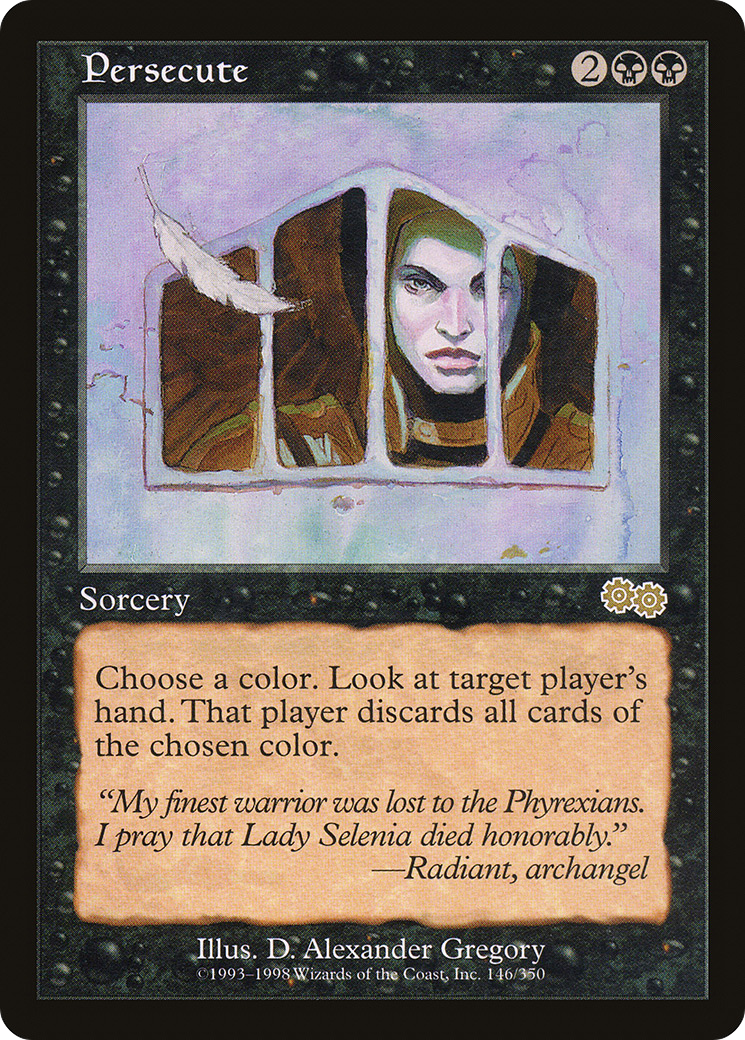 Persecute
2
Sorcery
Choose a color. Look at target player's
hand. That player discards all cards of
the chosen color.
“My finest warrior was lost to the Phyrexians.
I pray that Lady Selenia died honorably.”
—Radiant, archangel
Illus. D. Alexander Gregory
©1993–1998 Wizards of the Coast, Inc. 146/350